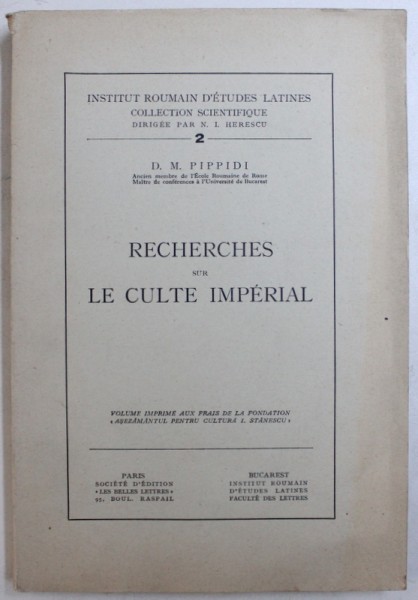 INSTITUT ROUMAIN D'ÉTUDES LATINES
COLLECTION SCIENTIFIQUE
DIRIGÉE PAR N. I. HERESCU
2
D. M. PIPPIDI
Ancien membre de l'École Roumaine de Rome
Maître de conférences à l'Université de Bucarest
RECHERCHES
SUR
LE CULTE IMPÉRIAL
VOLUME IMPRIMÉ AUX FRAIS DE LA FONDATION
«AȘEZĂMÂNTUL PENTRU CULTURĂ I. STĂNESCU»
PARIS
SOCIÉTÉ D'ÉDITION
«LES BELLES LETTRES»
95, BOUL. RASPAIL
BUCAREST
INSTITUT ROUMAIN
D'ÉTUDES LATINES
FACULTÉ DES LETTRES